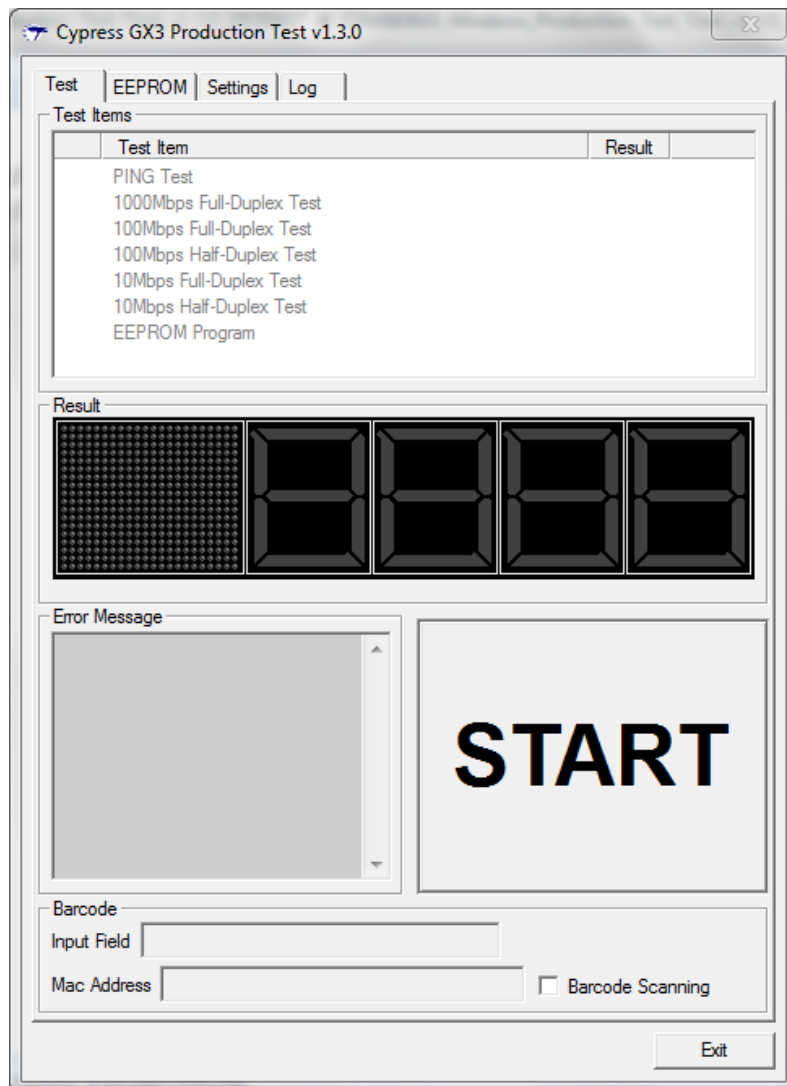 Cypress GX3 Production Test v1.3.0
Test EEPROM Settings Log
Test Items
Test Item Result
PING Test
1000Mbps Full-Duplex Test
100Mbps Full-Duplex Test
100Mbps Half-Duplex Test
10Mbps Full-Duplex Test
10Mbps Half-Duplex Test
EEPROM Program
Result
Error Message
START
Barcode
Input Field
Mac Address Barcode Scanning
Exit